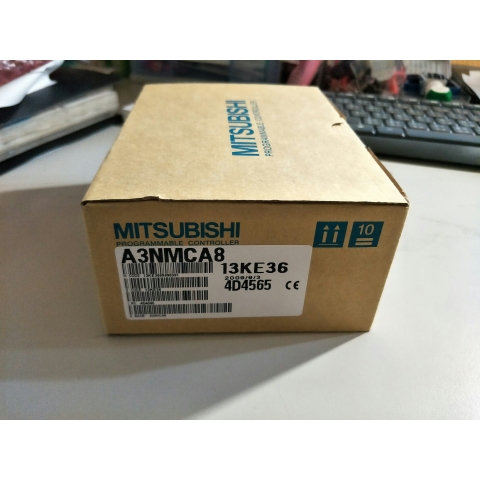 MITSUBISHI
PROGRAMMABLE CONTROLLER
MITSUBISHI
PROGRAMMABLE CONTROLLER
10
A3NMCA8
13KE36
4D4565 CE